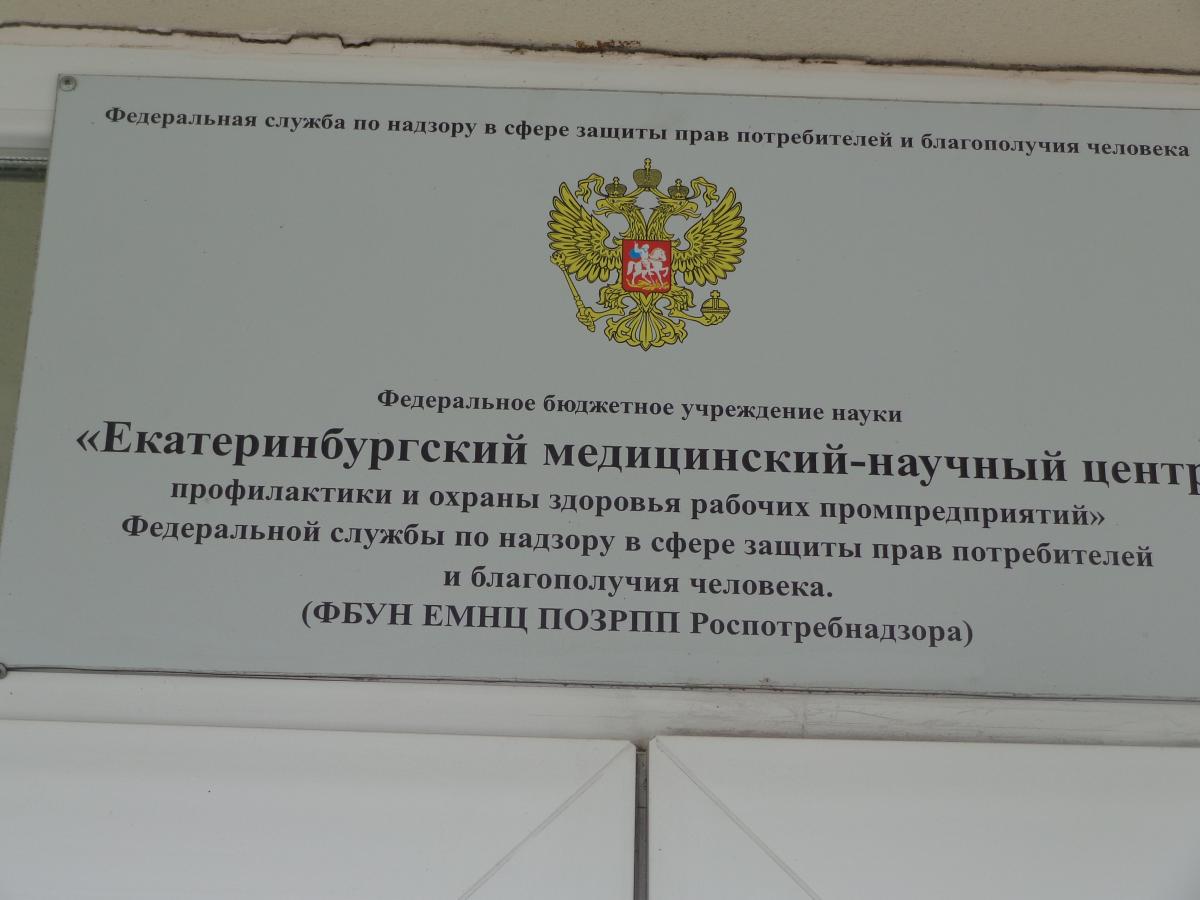 Федеральная служба по надзору в сфере защиты прав потребителей и благополучия человека
Федеральное бюджетное учреждение науки
«Екатеринбургский медицинский-научный центр
профилактики и охраны здоровья рабочих промпредприятий»
Федеральной службы по надзору в сфере защиты прав потребителей
и благополучия человека.
(ФБУН ЕМНЦ ПОЗРПП Роспотребнадзора)